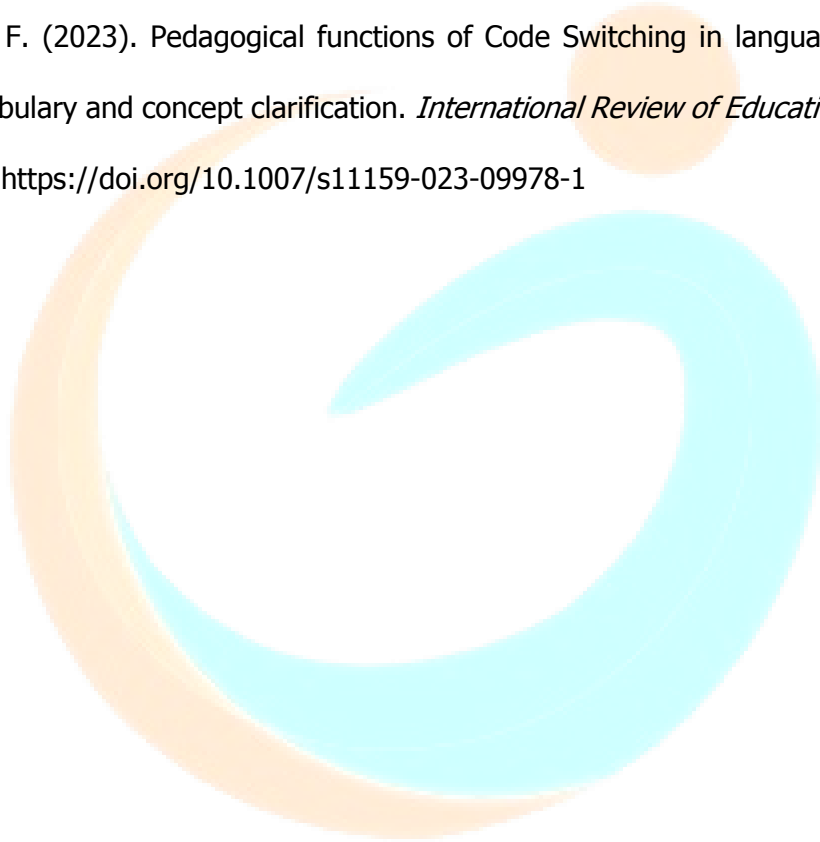 F. (2023). Pedagogical functions of Code Switching in langua
bulary and concept clarification. International Review of Educati
https://doi.org/10.1007/s11159-023-09978-1